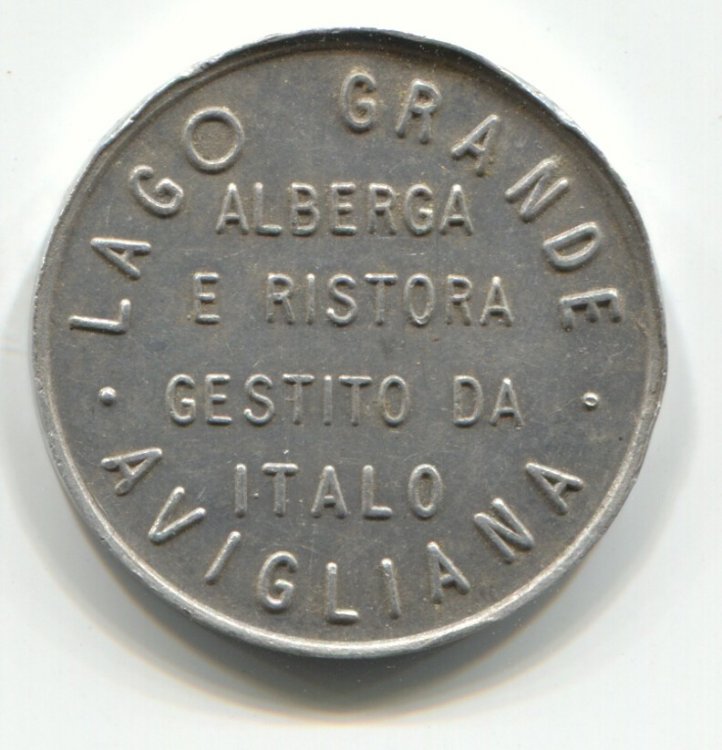 LAGO GRANDE
ALBERGA
E RISTORA
GESTITO DA
ITALO
AVIGLIANA